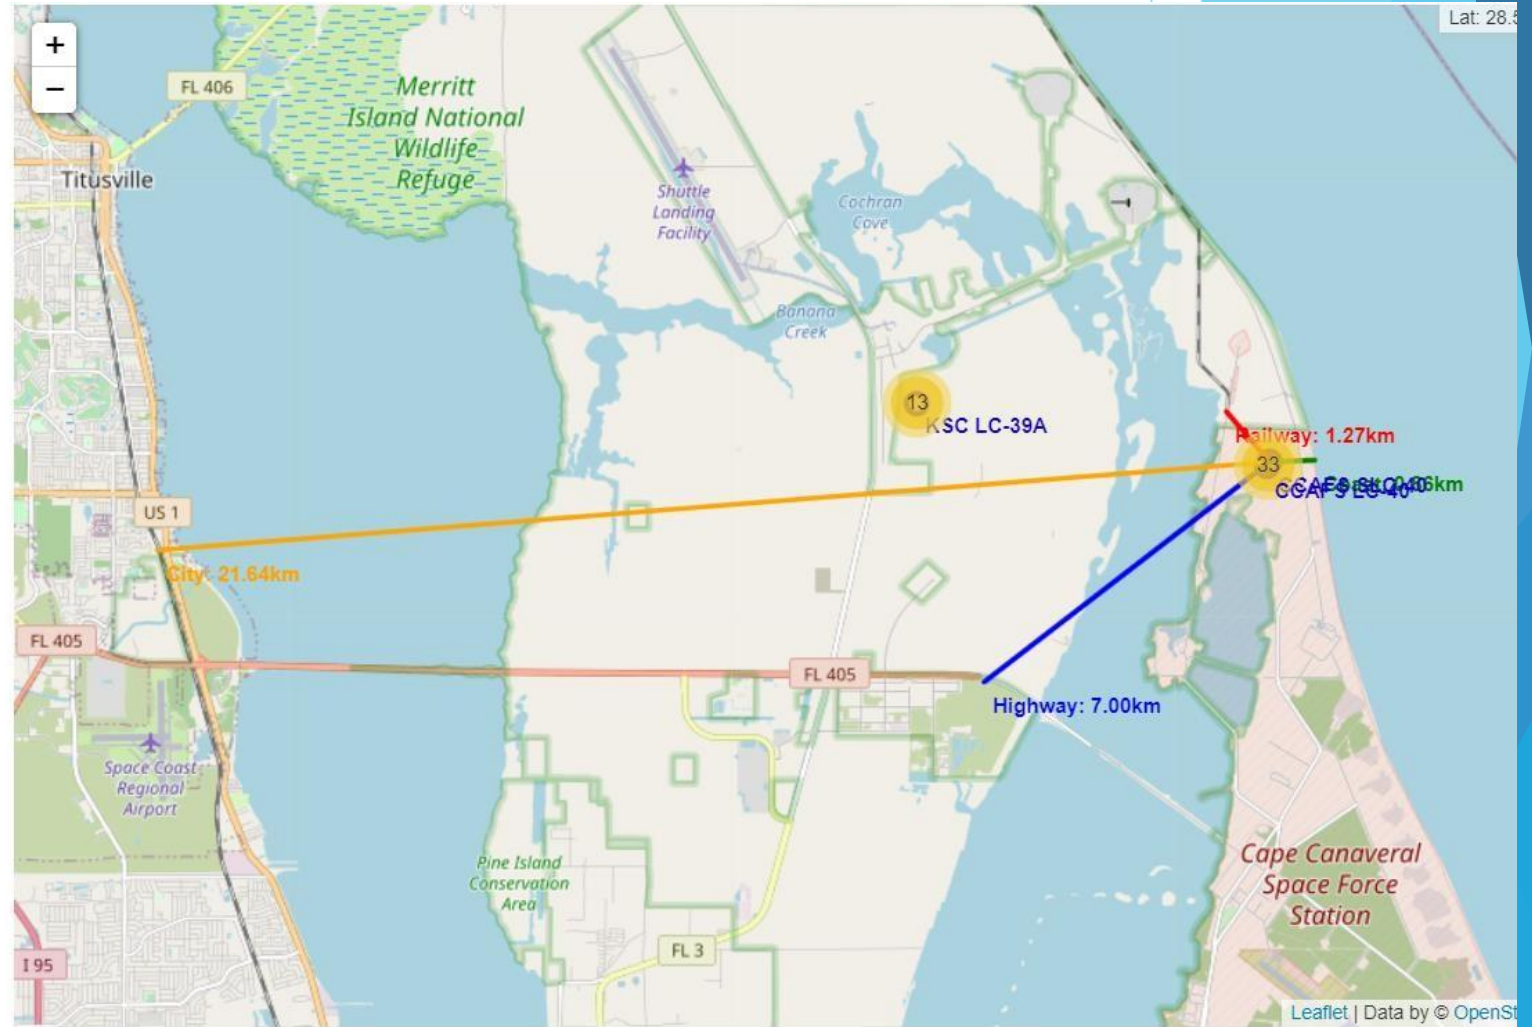 +
−
Lat: 28.5
FL 406
Merritt
Island National
Wildlife
Refuge
Titusville
Shuttle
Landing
Facility
Cochran
Cove
Banana
Creek
13
KSC LC-39A
Railway: 1.27km
33
CCAFS LC-40
US 1
City: 21.64km
FL 405
FL 405
Highway: 7.00km
Space Coast
Regional
Airport
Pine Island
Conservation
Area
Cape Canaveral
Space Force
Station
FL 3
I 95
Leaflet | Data by © OpenSt